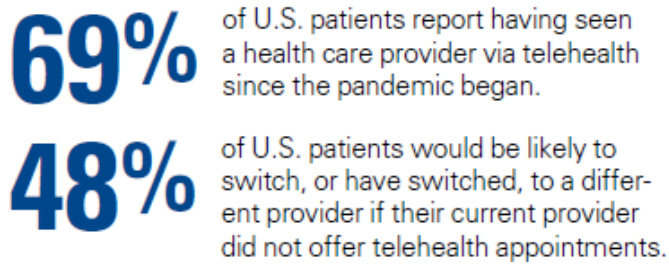 69% of U.S. patients report having seen
a health care provider via telehealth
since the pandemic began.
48% of U.S. patients would be likely to
switch, or have switched, to a differ-
ent provider if their current provider
did not offer telehealth appointments.